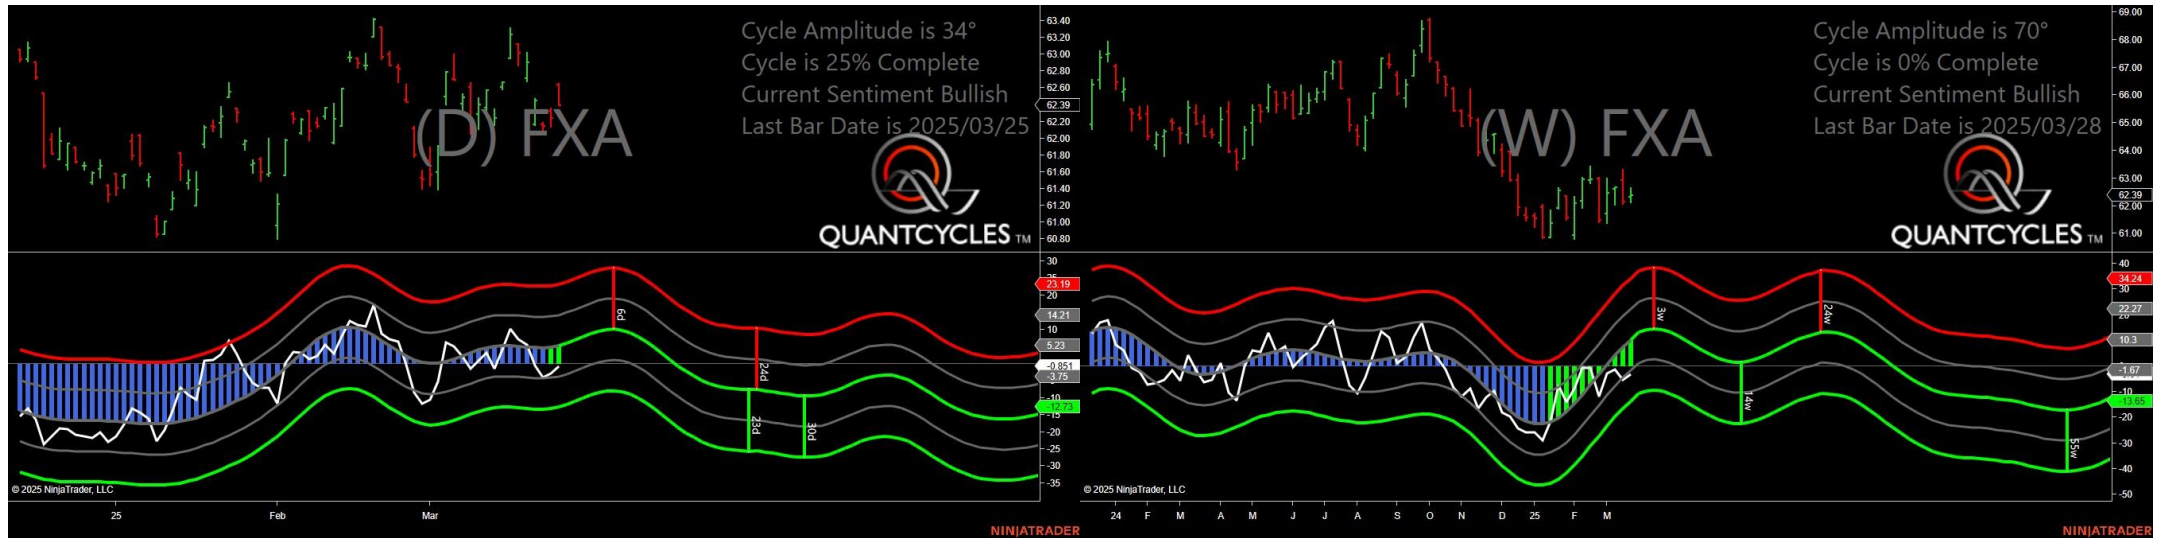 Cycle Amplitude is 34°
Cycle is 25% Complete
Current Sentiment Bullish
Last Bar Date is 2025/03/25
(D) FXA
QUANTCYCLES TM
63.40
63.20
63.00
62.80
62.60
62.39
62.20
62.00
61.80
61.60
61.40
61.20
61.00
60.80
30
23.19
20
14.21
10
5.23
-0.851
-3.75
-10
-12.73
-15
-20
-25
-30
-35
6d
24d
23d
30d
© 2025 NinjaTrader, LLC
25 Feb Mar
NINJATRADER
Cycle Amplitude is 70°
Cycle is 0% Complete
Current Sentiment Bullish
Last Bar Date is 2025/03/28
(W) FXA
QUANTCYCLES TM
69.00
68.00
67.00
66.00
65.00
64.00
63.00
62.39
62.00
61.00
40
34.24
30
22.27
20
10.3
-1.67
-10
-13.65
-20
-30
-40
-50
3w
24w
14w
55w
© 2025 NinjaTrader, LLC
24 F M A M J J A S O N D 25 F M
NINJATRADER